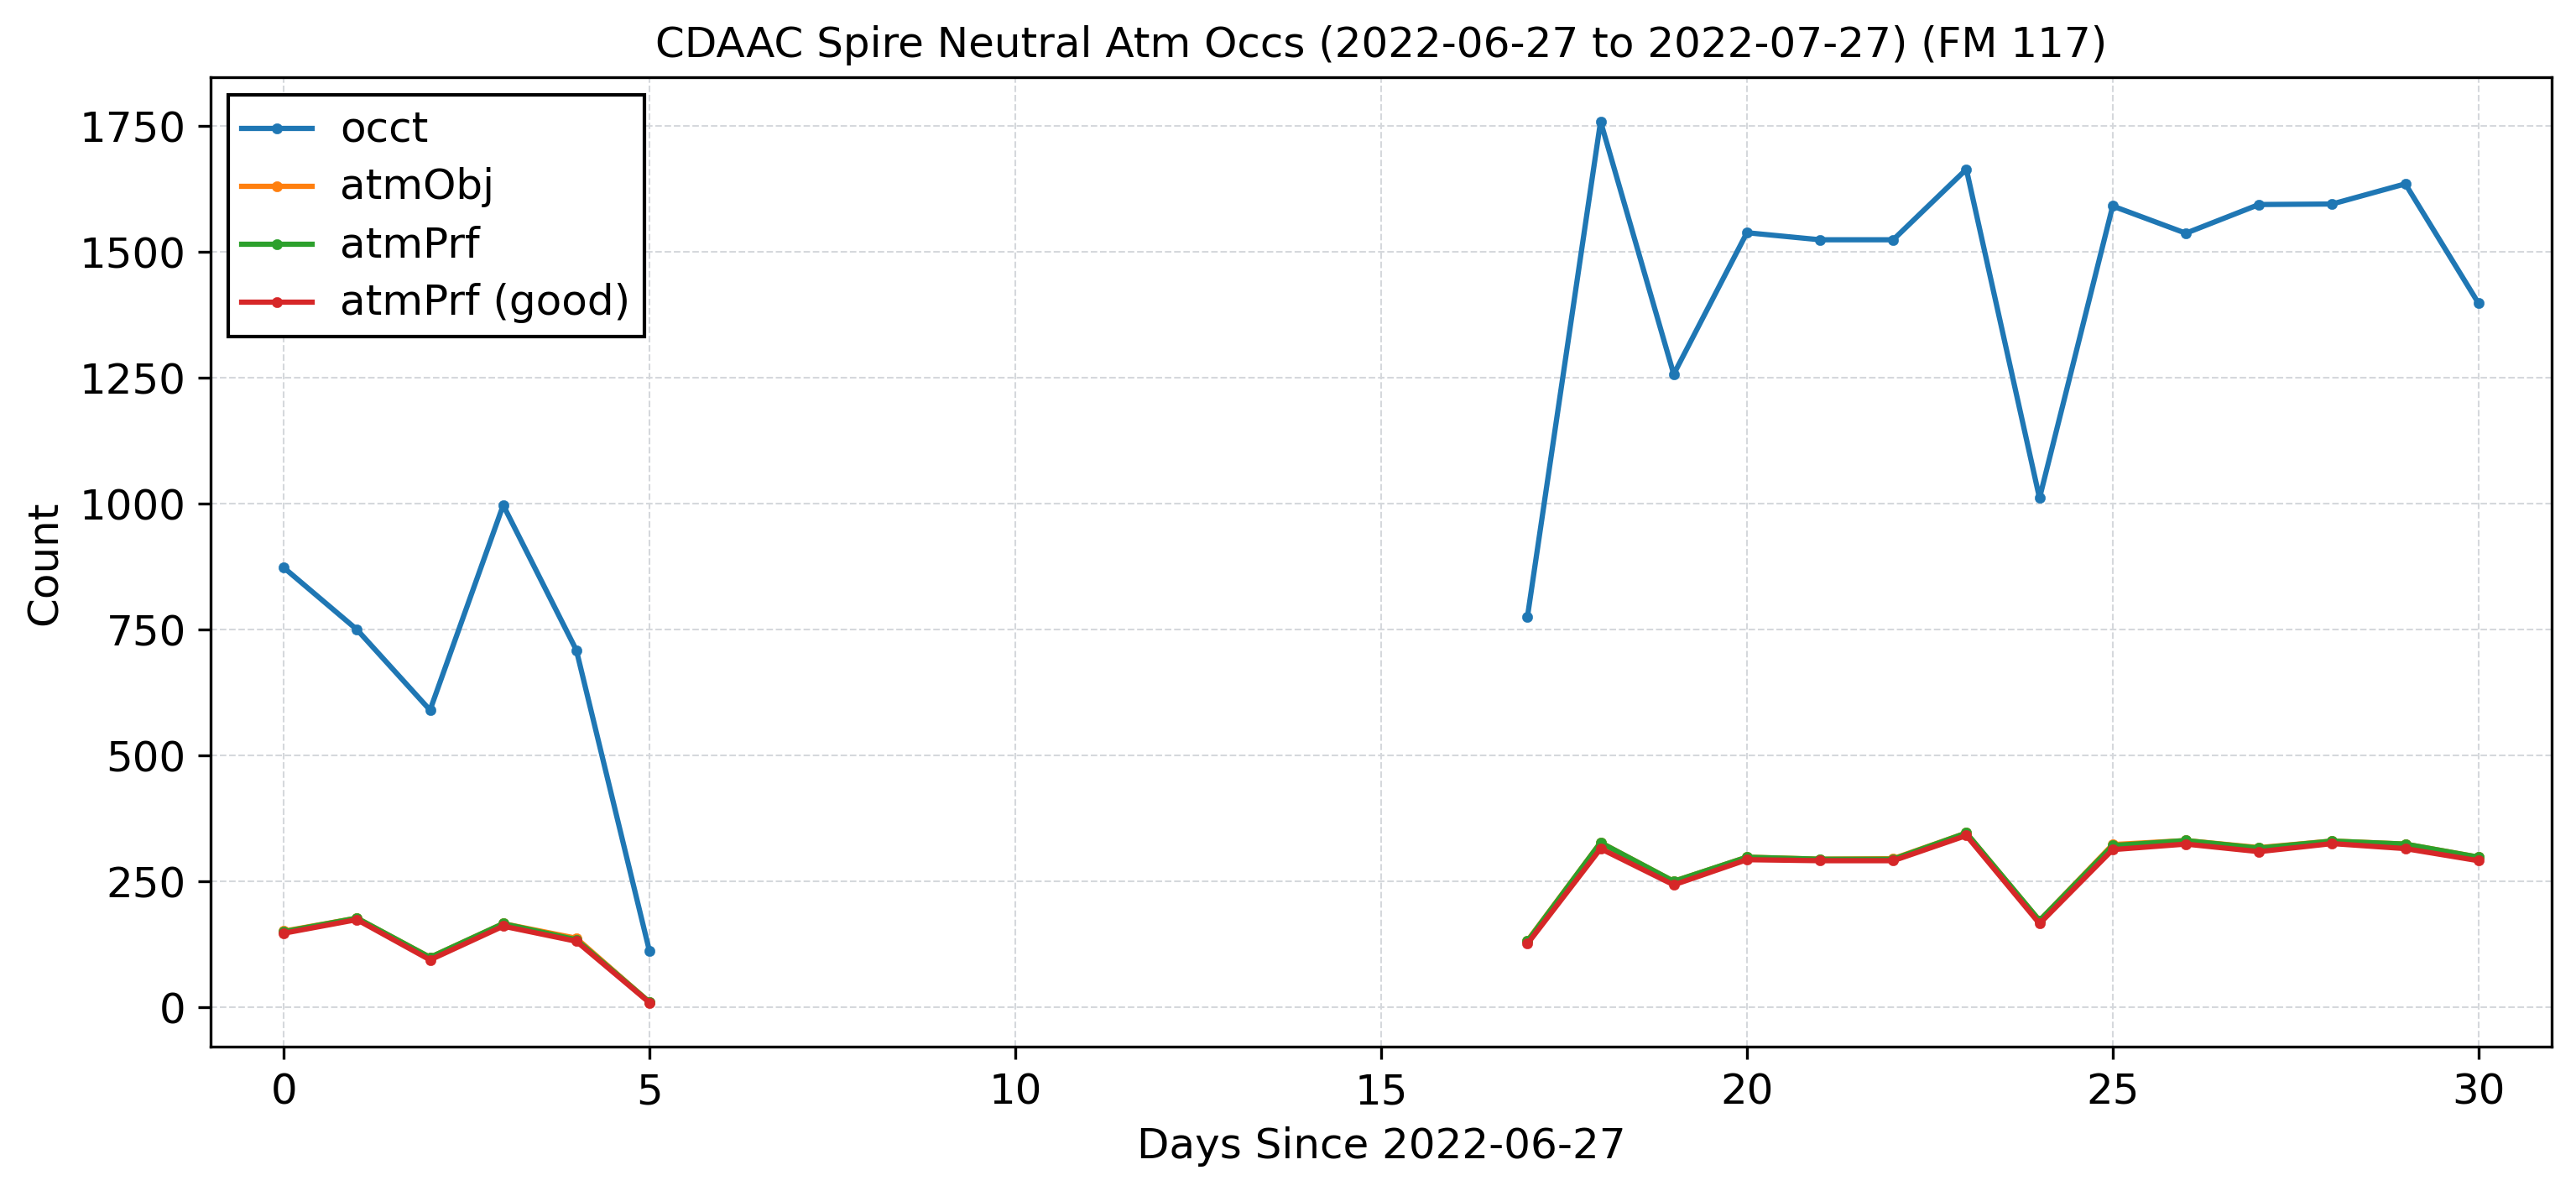 CDAAC Spire Neutral Atm Occs (2022-06-27 to 2022-07-27) (FM 117)
occt
atmObj
atmPrf
atmPrf (good)
1750
1500
1250
1000
750
500
250
0
Count
0 5 10 15 20 25 30
Days Since 2022-06-27